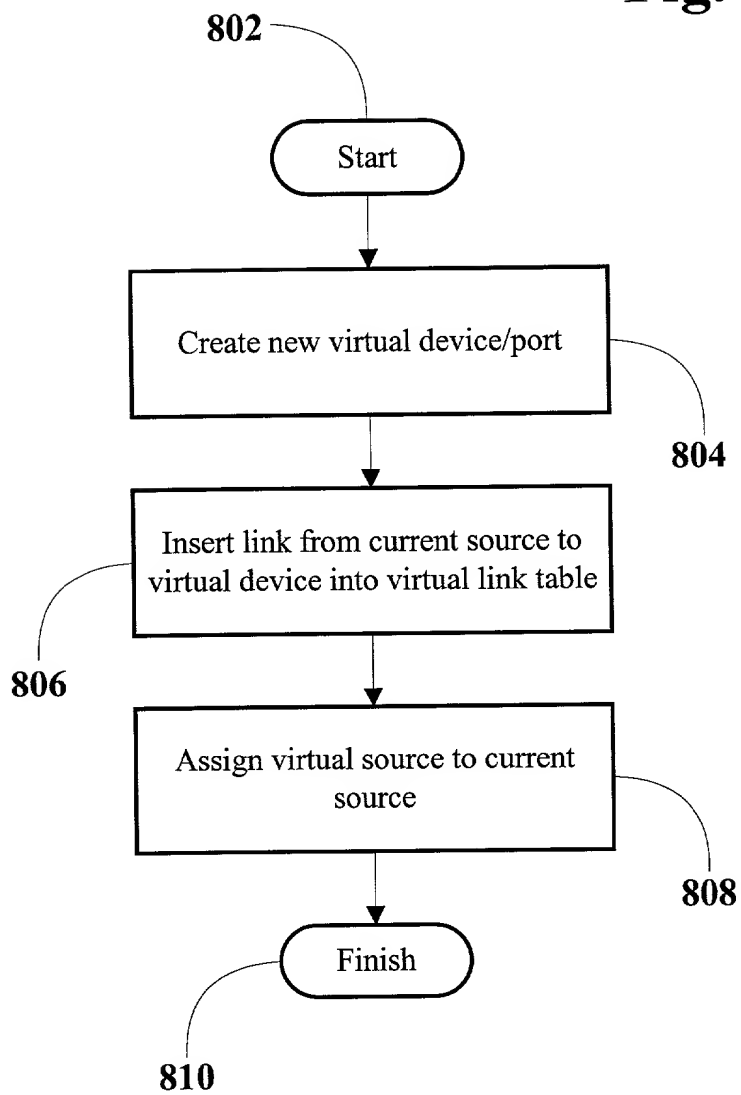 Fig.
802
Start
Create new virtual device/port
804
Insert link from current source to
virtual device into virtual link table
806
Assign virtual source to current
source
808
Finish
810